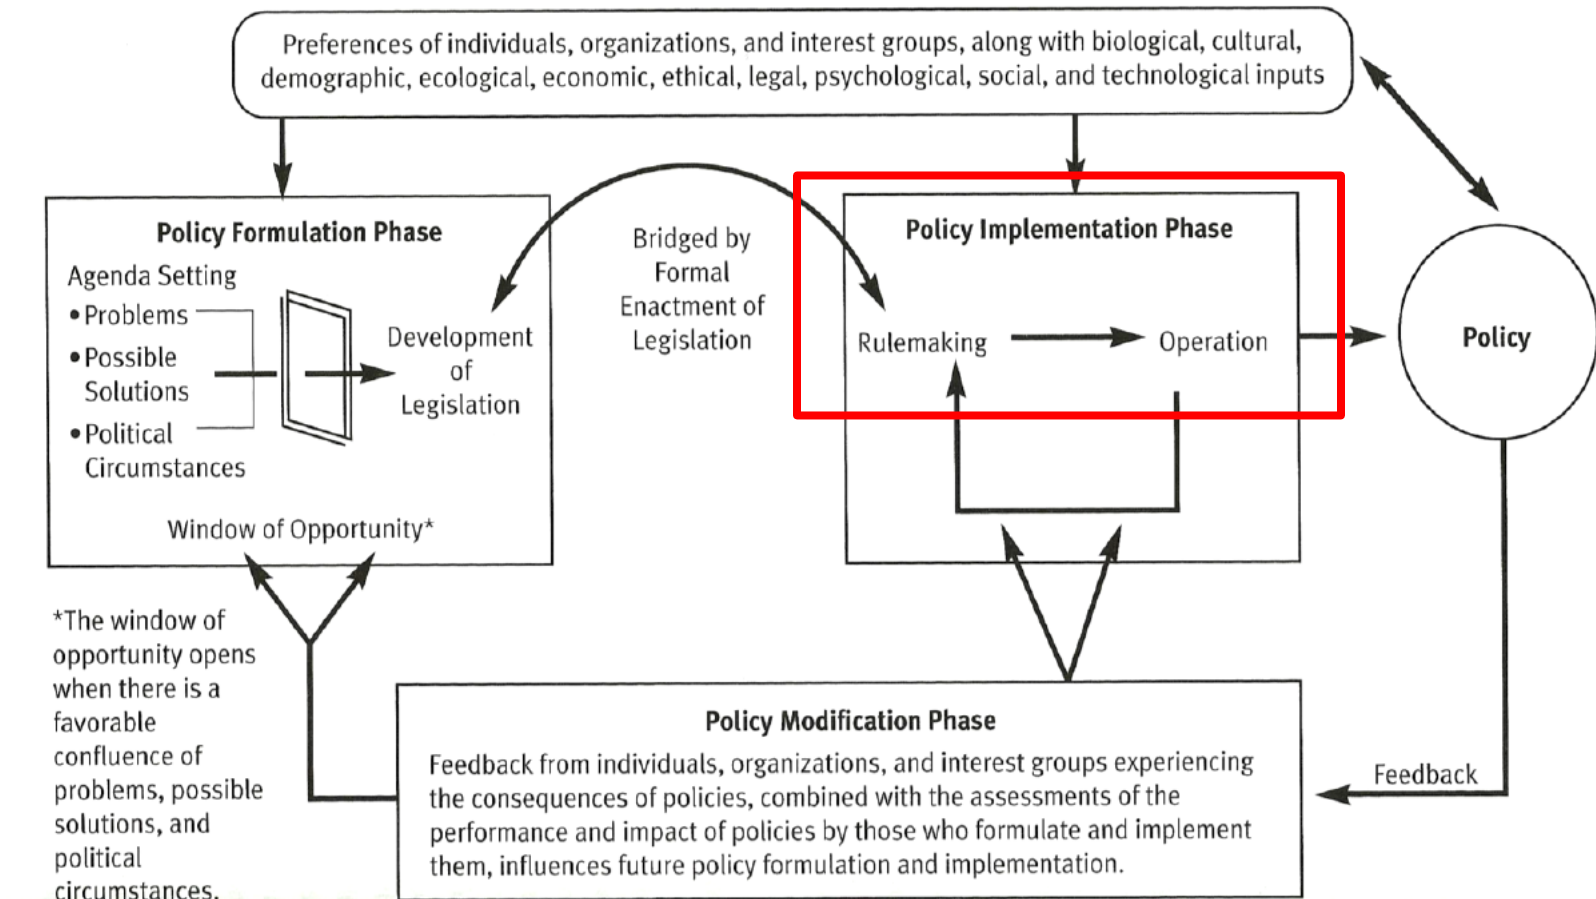 Preferences of individuals, organizations, and interest groups, along with biological, cultural,
demographic, ecological, economic, ethical, legal, psychological, social, and technological inputs
Policy Formulation Phase
Agenda Setting
• Problems
• Possible
Solutions
• Political
Circumstances
Development
of
Legislation
Window of Opportunity*
Bridged by
Formal
Enactment of
Legislation
Policy Implementation Phase
Rulemaking
Operation
Policy
*The window of
opportunity opens
when there is a
favorable
confluence of
problems, possible
solutions, and
political
circumstances.
Policy Modification Phase
Feedback from individuals, organizations, and interest groups experiencing
the consequences of policies, combined with the assessments of the
performance and impact of policies by those who formulate and implement
them, influences future policy formulation and implementation.
Feedback